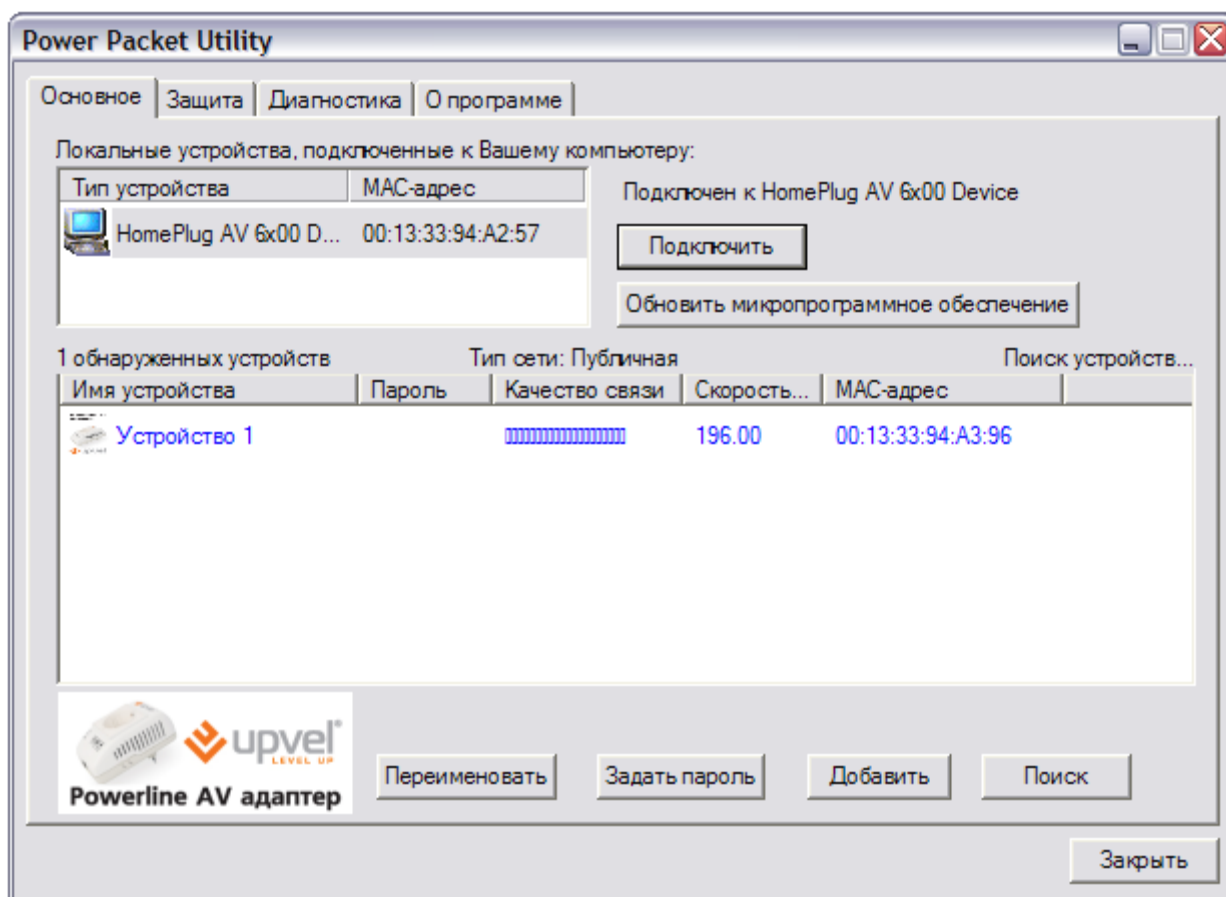 Power Packet Utility
Основное Защита Диагностика О программе
Локальные устройства, подключенные к Вашему компьютеру:
Тип устройства MAC-адрес
Подключен к HomePlug AV 6x00 Device
HomePlug AV 6x00 D... 00:13:33:94:A2:57
Подключить
Обновить микропрограммное обеспечение
1 обнаруженных устройств Тип сети: Публичная Поиск устройств...
Имя устройства Пароль Качество связи Скорость... MAC-адрес
Устройство 1 196.00 00:13:33:94:A3:96
upvel®
LEVEL UP
Powerline AV адаптер
Переименовать Задать пароль Добавить Поиск
Закрыть